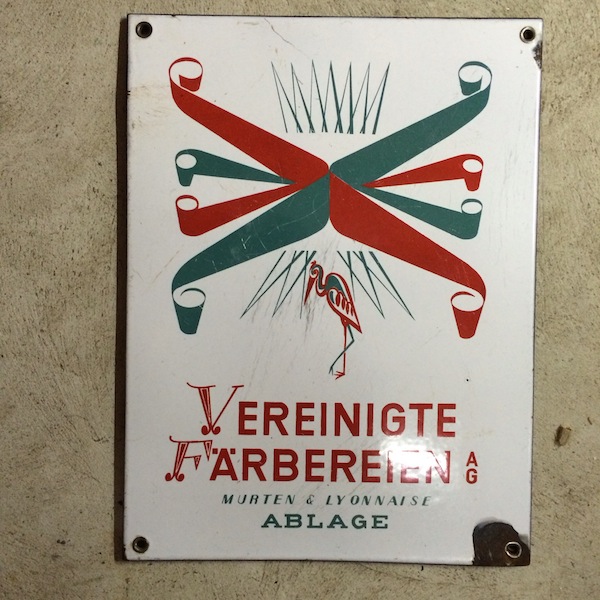 VEREINIGTE
FÄRBEREIEN AG
MURTEN & LYONNAISE
ABLAGE